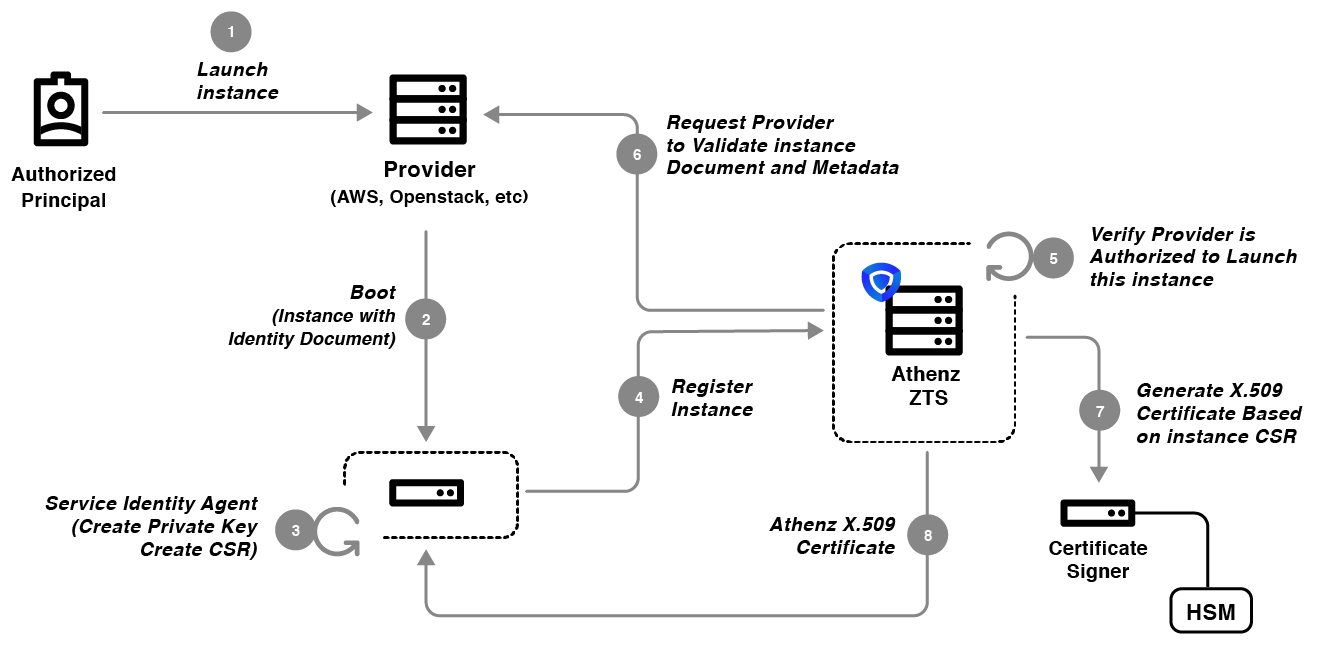 1
Launch
instance
Authorized
Principal
Provider
(AWS, Openstack, etc)
6
Request Provider
to Validate instance
Document and Metadata
5
Verify Provider is
Authorized to Launch
this instance
Boot
(Instance with
Identity Document)
2
4
Register
Instance
Athenz
ZTS
7
Generate X.509
Certificate Based
on instance CSR
Service Identity Agent
(Create Private Key
Create CSR)
3
Athenz X.509
Certificate
8
Certificate
Signer
HSM